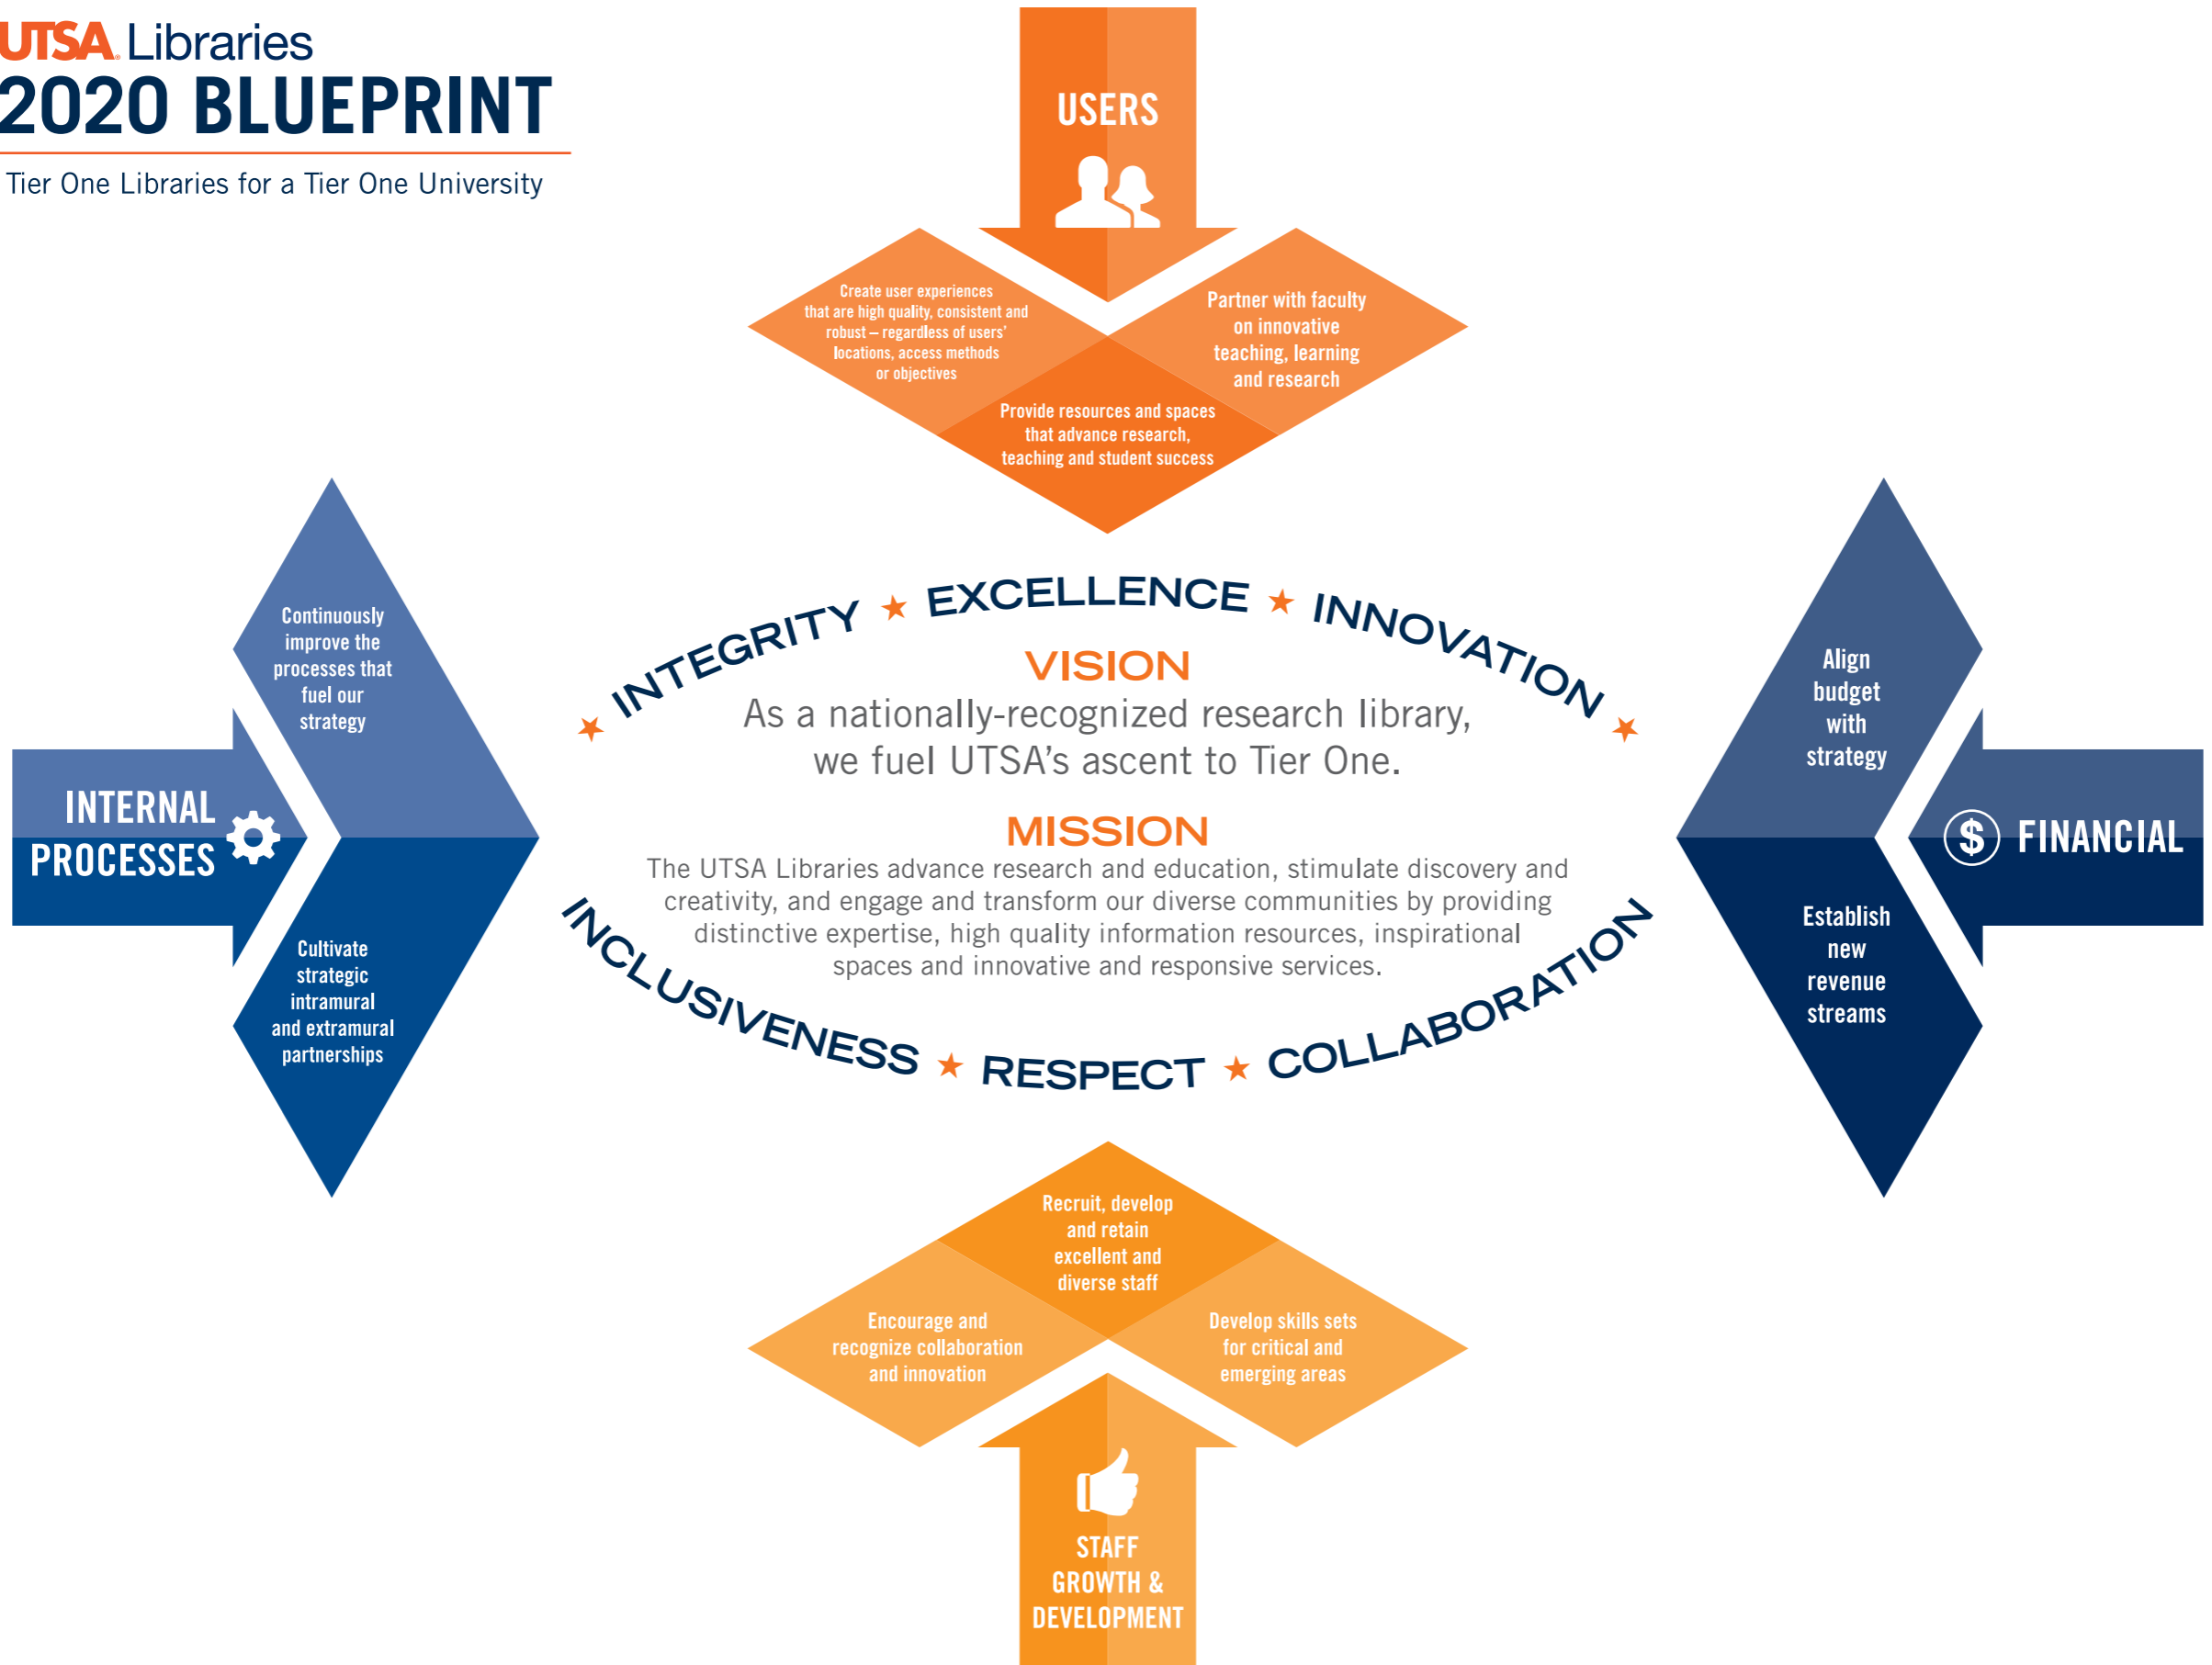 UTSA Libraries
2020 BLUEPRINT
Tier One Libraries for a Tier One University
USERS
Create user experiences
that are high quality, consistent and
robust – regardless of users'
locations, access methods
or objectives
Partner with faculty
on innovative
teaching, learning
and research
Provide resources and spaces
that advance research,
teaching and student success
INTERNAL
PROCESSES
Continuously
improve the
processes that
fuel our
strategy
Cultivate
strategic
intramural
and extramural
partnerships
INTEGRITY ★ EXCELLENCE ★ INNOVATION
VISION
As a nationally-recognized research library,
we fuel UTSA's ascent to Tier One.
MISSION
The UTSA Libraries advance research and education, stimulate discovery and
creativity, and engage and transform our diverse communities by providing
distinctive expertise, high quality information resources, inspirational
spaces and innovative and responsive services.
INCLUSIVENESS ★ RESPECT ★ COLLABORATION
Align
budget
with
strategy
Establish
new
revenue
streams
$ FINANCIAL
Recruit, develop
and retain
excellent and
diverse staff
Encourage and
recognize collaboration
and innovation
Develop skills sets
for critical and
emerging areas
STAFF
GROWTH &
DEVELOPMENT